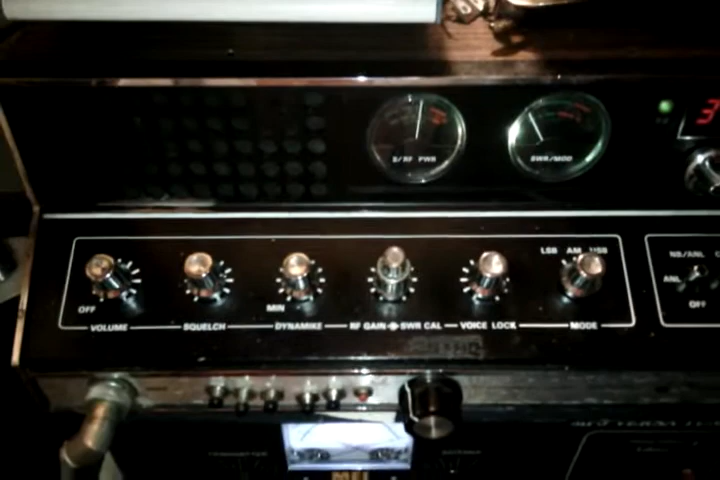 S/RF PWR
SWR/MOD
3
LSB AM USB
NB/ANL
ANL
OFF
OFF
MIN
VOLUME
SQUELCH
DYNAMIKE
RF GAIN SWR CAL
VOICE LOCK
MODE